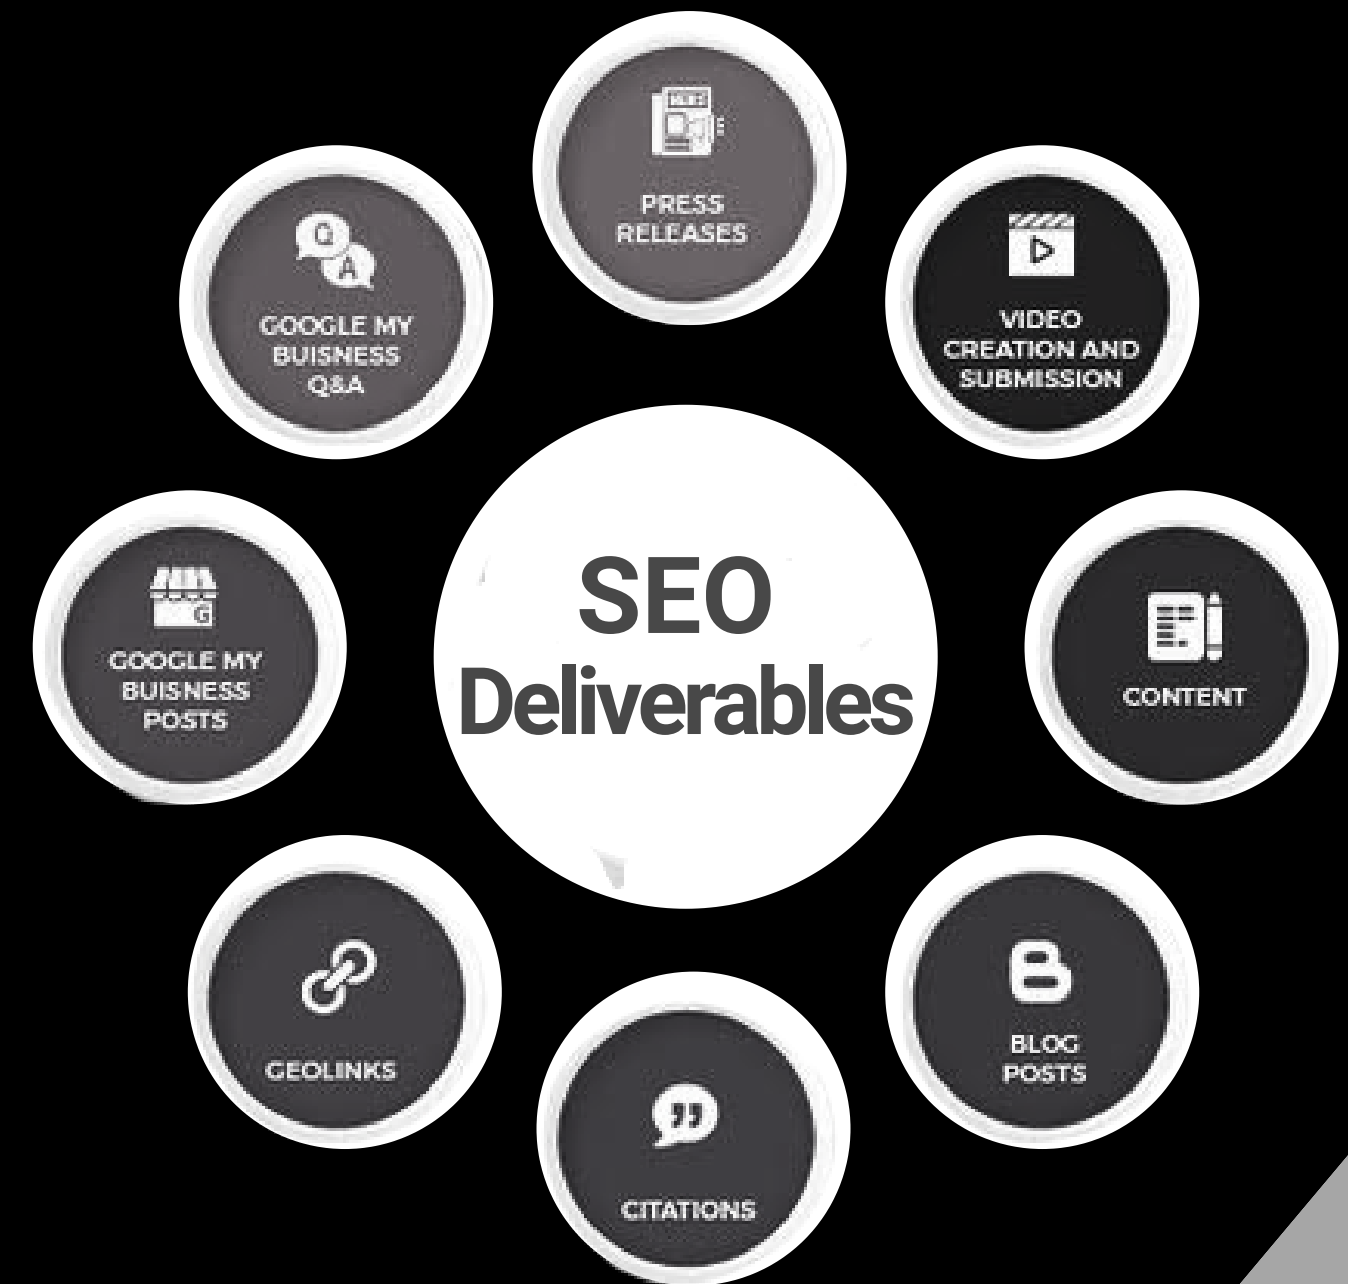 PRESS
RELEASES
GOOGLE MY
BUISNESS
Q&A
Q
A
VIDEO
CREATION AND
SUBMISSION
SEO
Deliverables
GOOGLE MY
BUISNESS
POSTS
G
CONTENT
GEOLINKS
BLOG
POSTS
CITATIONS